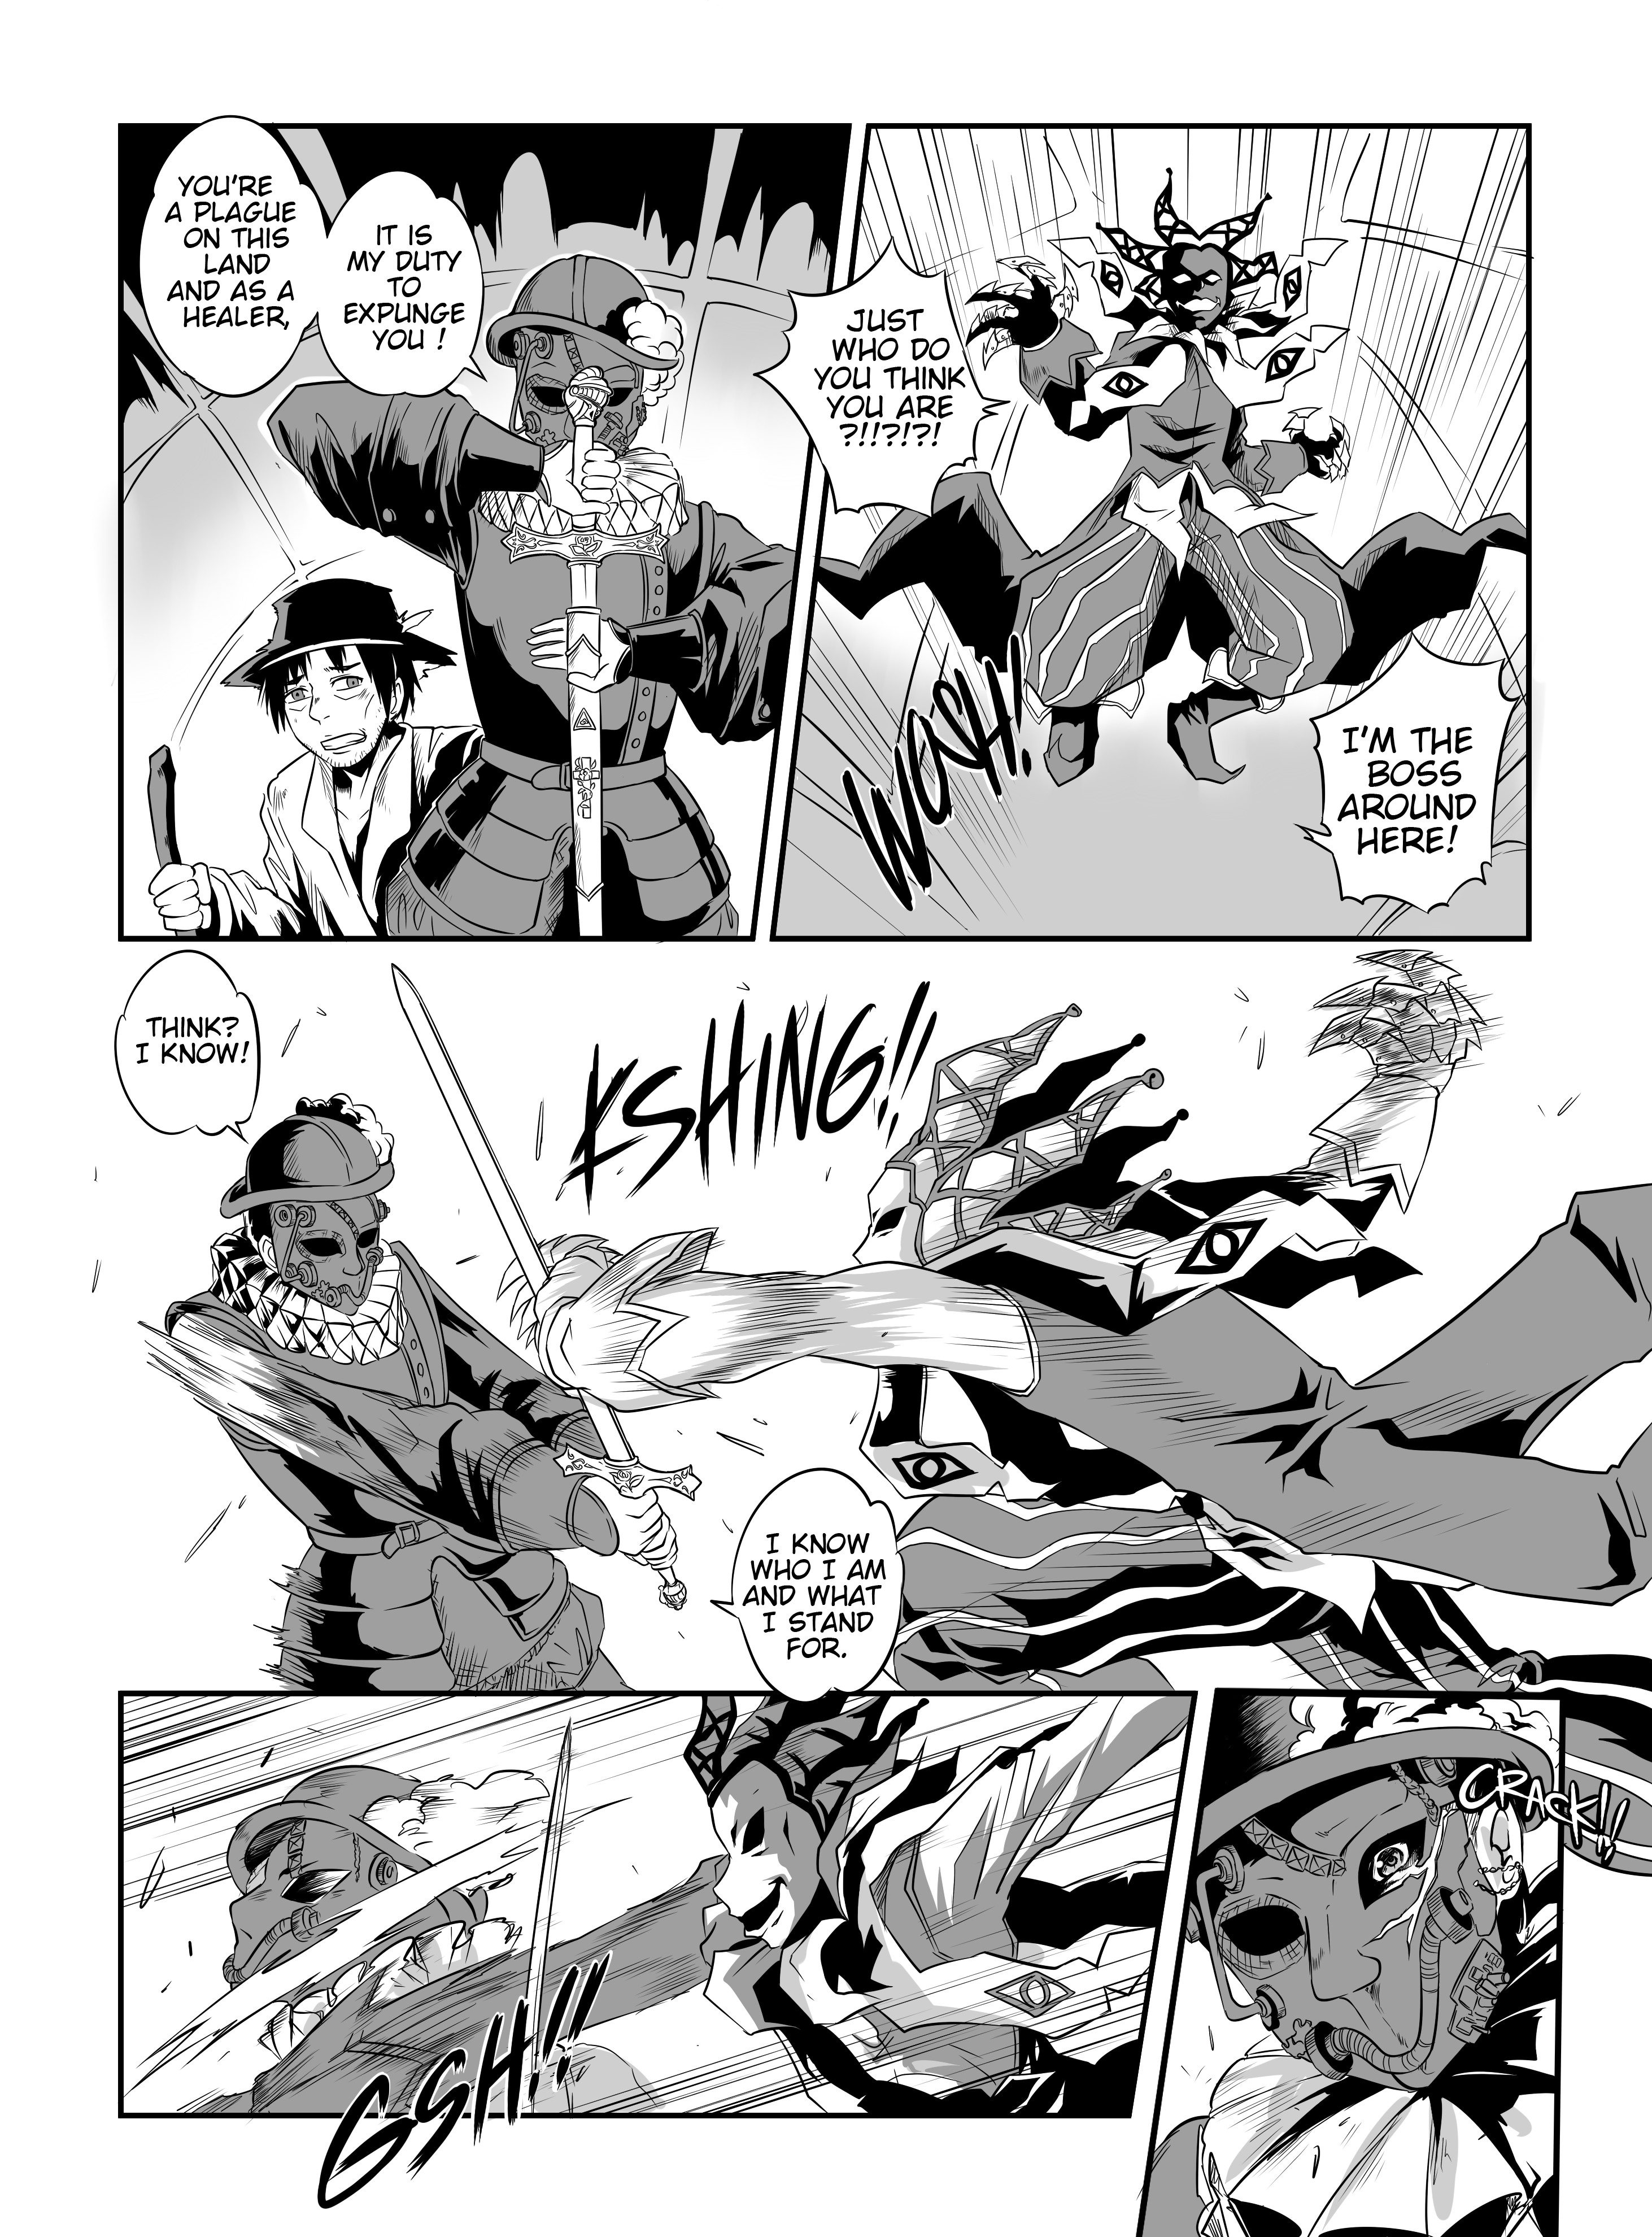 YOU'RE
A PLAGUE
ON THIS
LAND
AND AS A
HEALER,
IT IS
MY DUTY
TO
EXPUNGE
YOU !
JUST
WHO DO
YOU THINK
YOU ARE
?!!?!?!
WOSH!
I'M THE
BOSS
AROUND
HERE!
THINK?
I KNOW!
KSHING!!
I KNOW
WHO I AM
AND WHAT
I STAND
FOR.
GSH!!
CRACK!!